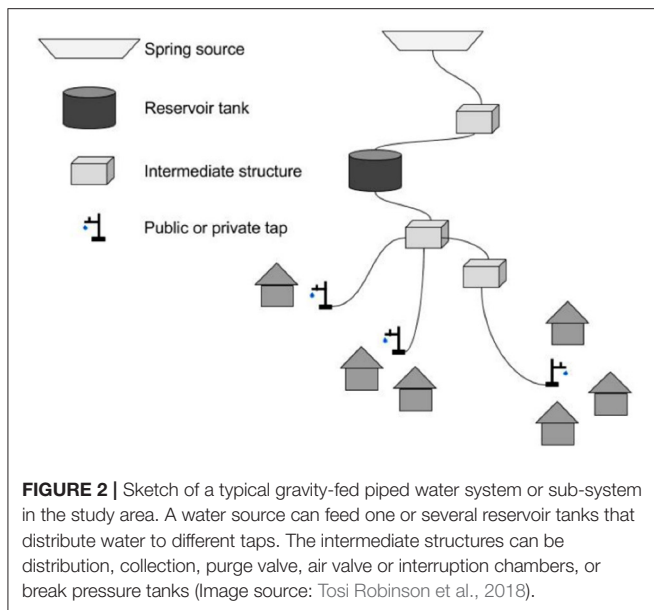 Spring source
Reservoir tank
Intermediate structure
Public or private tap
FIGURE 2 | Sketch of a typical gravity-fed piped water system or sub-system
in the study area. A water source can feed one or several reservoir tanks that
distribute water to different taps. The intermediate structures can be
distribution, collection, purge valve, air valve or interruption chambers, or
break pressure tanks (Image source: Tosi Robinson et al., 2018).